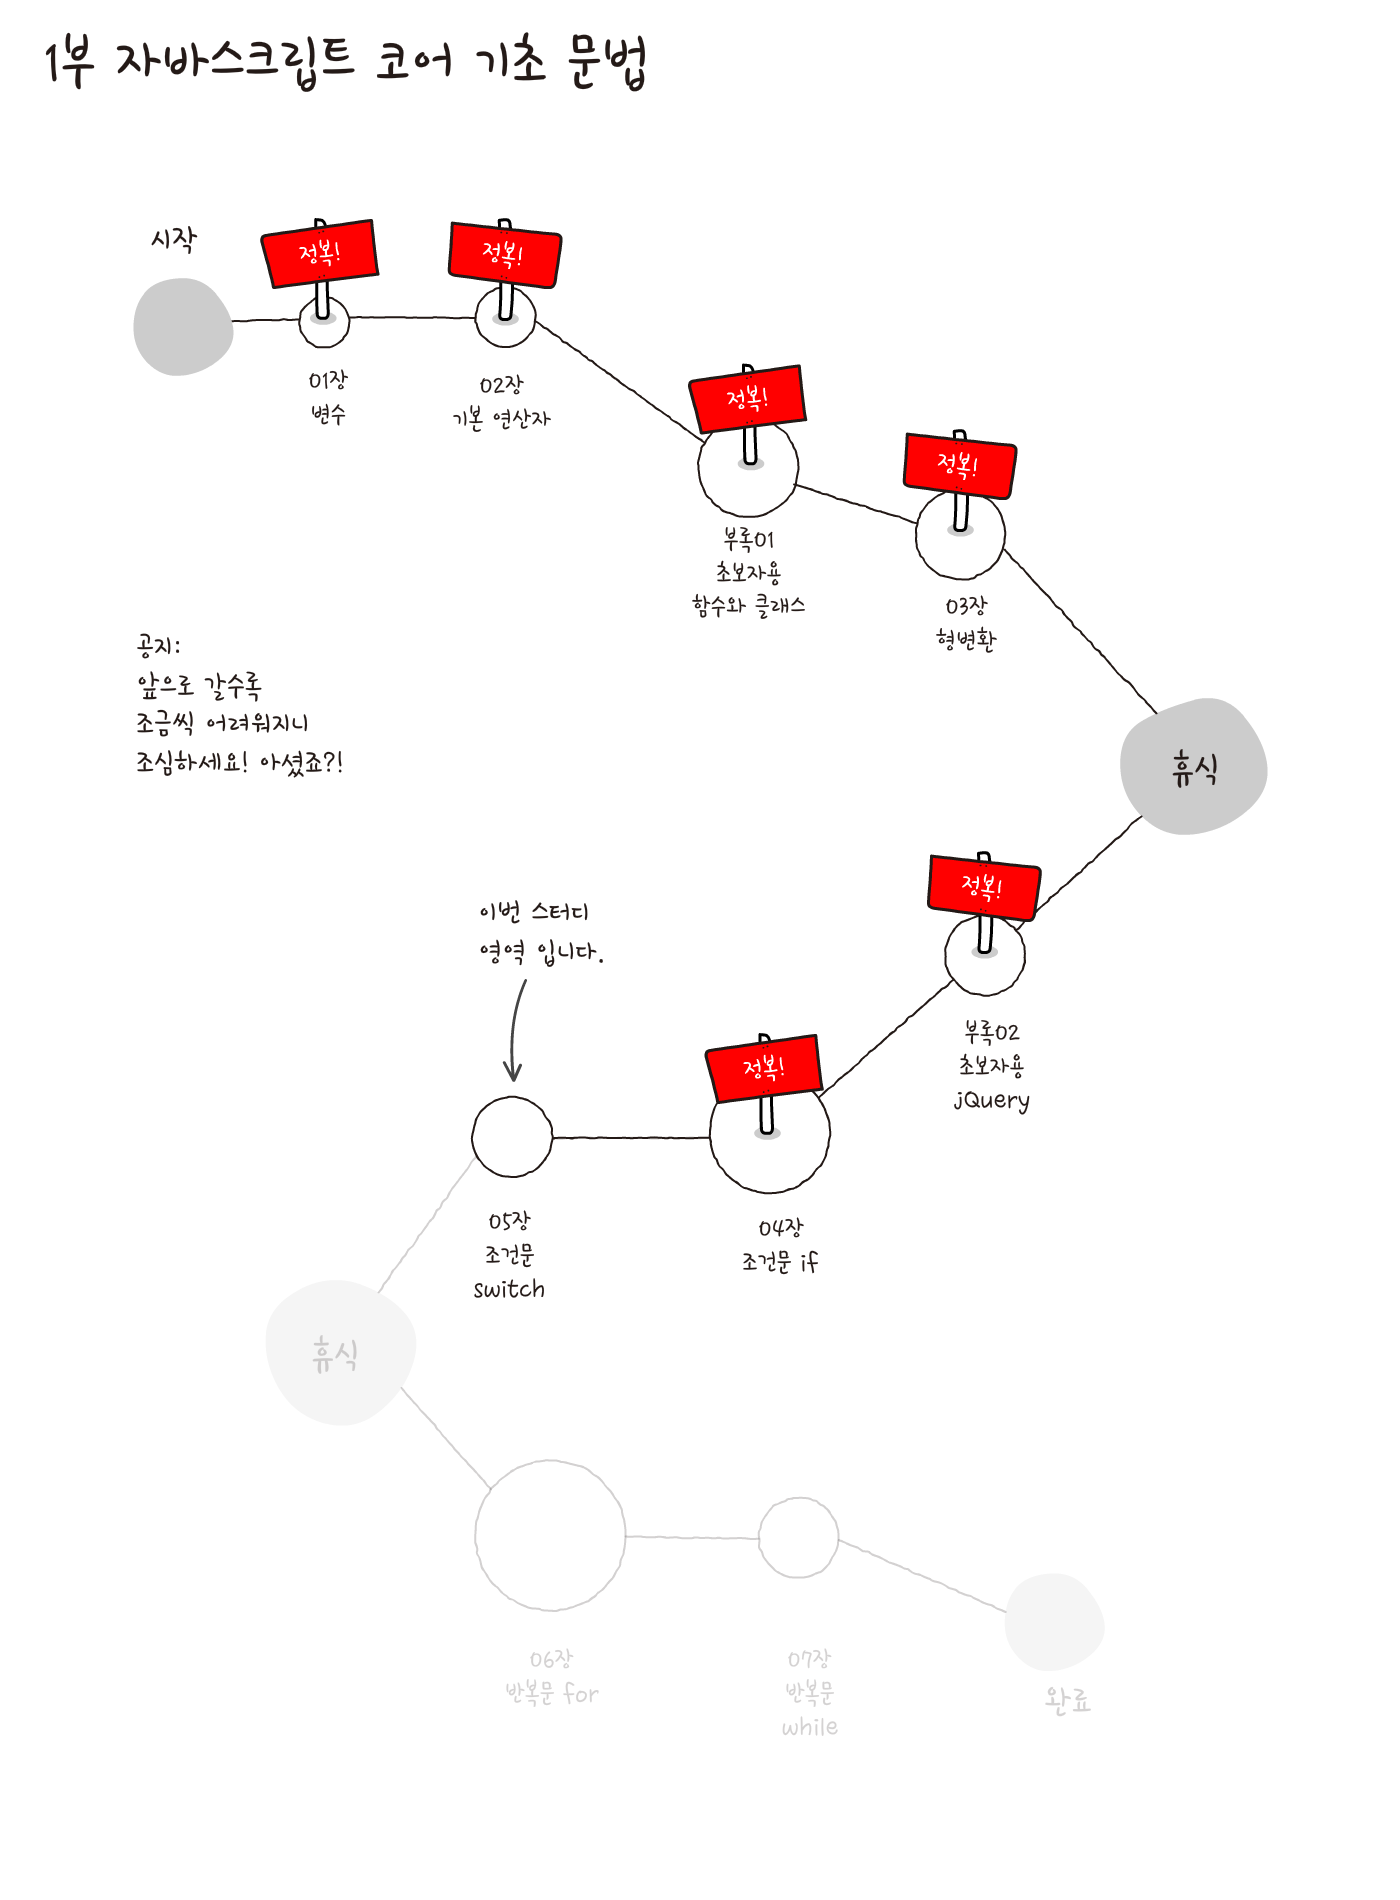 1부 자바스크립트 코어 기초 문법
시작
정복!
정복!
01장
변수
02장
기본 연산자
정복!
부록01
초보자용
함수와 클래스
정복!
03장
형변환
공지:
앞으로 갈수록
조금씩 어려워지니
조심하세요! 아셨죠?!
휴식
정복!
부록02
초보자용
jQuery
정복!
04장
조건문 if
이번 스터디
영역 입니다.
05장
조건문
switch
휴식
06장
반복문 for
07장
반복문
while
완료